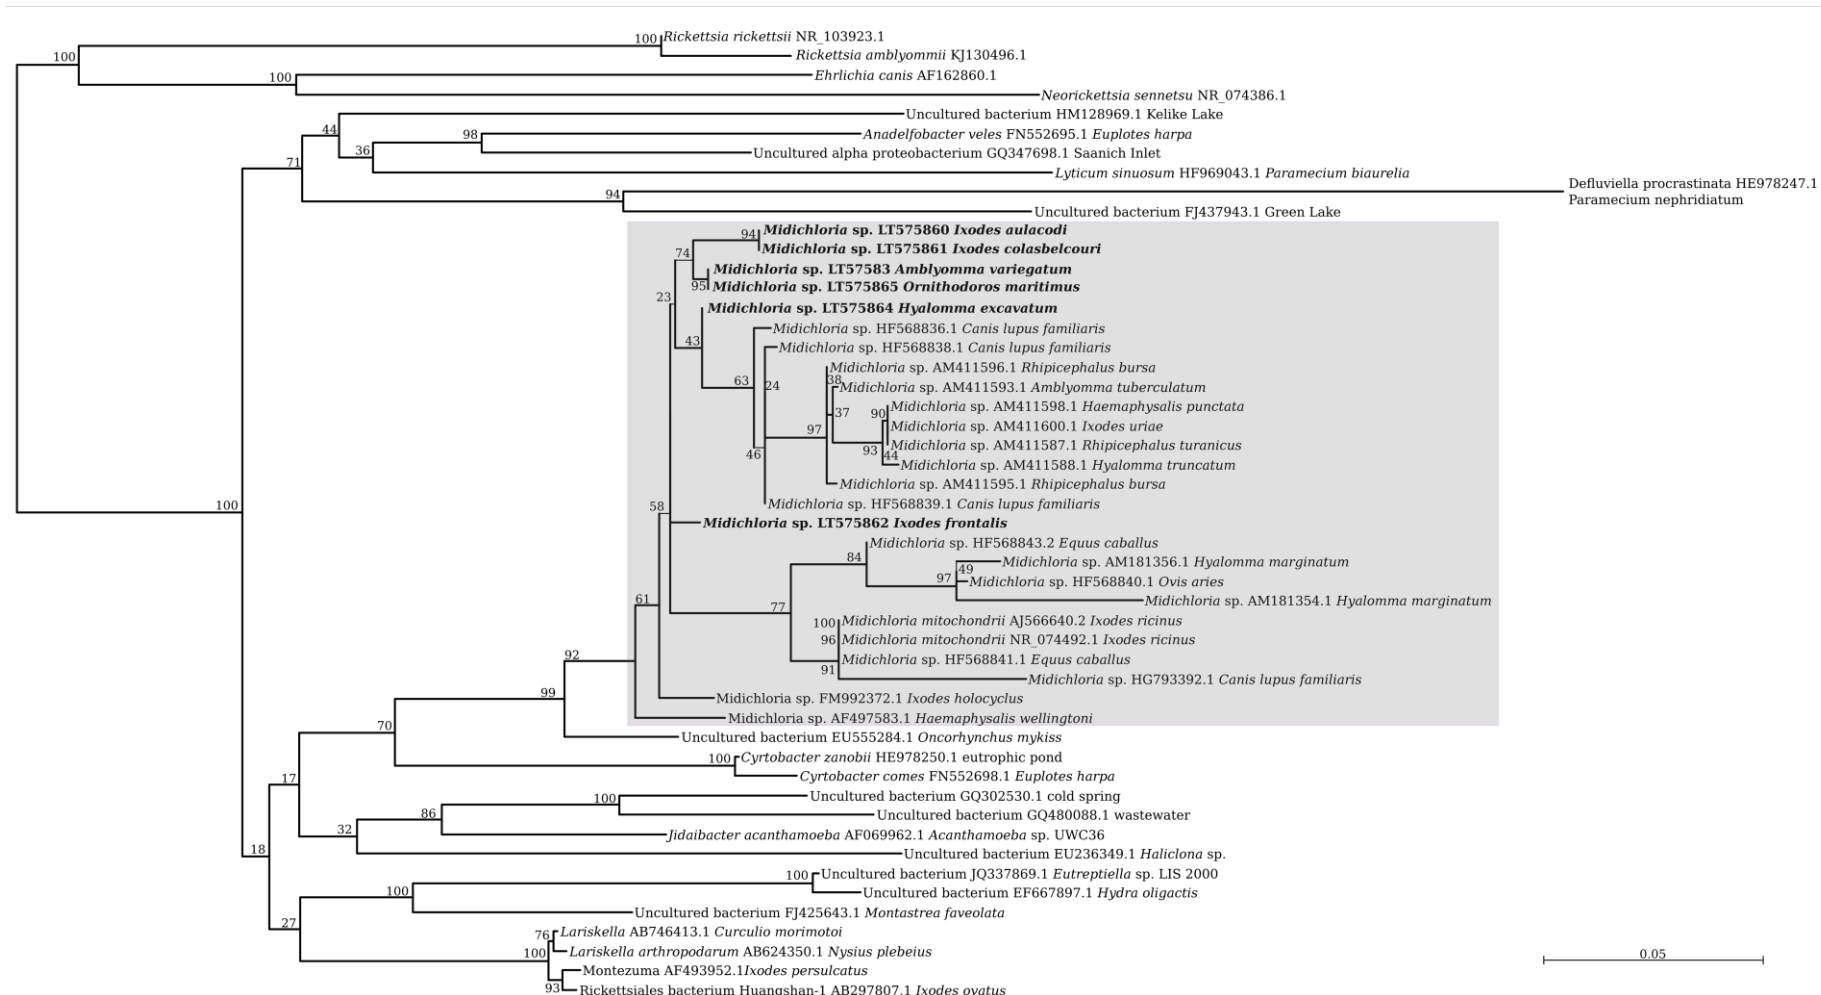 100 Rickettsia rickettsii NR_103923.1
100
Rickettsia amblyommii KJ130496.1
100 Ehrlichia canis AF162860.1
Neorickettsia sennetsu NR_074386.1
Uncultured bacterium HM128969.1 Kelike Lake
44
98 Anadelfobacter veles FN552695.1 Euplotes harpa
36 Uncultured alpha proteobacterium GQ347698.1 Saanich Inlet
71
Lyticum sinuosum HF969043.1 Paramecium biaurelia
Defluviella procrastinata HE978247.1
94
Paramecium nephridiatum
Uncultured bacterium FJ437943.1 Green Lake
94 Midichloria sp. LT575860 Ixodes aulacodi
74 Midichloria sp. LT575861 Ixodes colasbelcouri
Midichloria sp. LT57583 Amblyomma variegatum
95 Midichloria sp. LT575865 Ornithodoros maritimus
23
Midichloria sp. LT575864 Hyalomma excavatum
Midichloria sp. HF568836.1 Canis lupus familiaris
43 Midichloria sp. HF568838.1 Canis lupus familiaris
Midichloria sp. AM411596.1 Rhipicephalus bursa
63 24 38 Midichloria sp. AM411593.1 Amblyomma tuberculatum
37 90 Midichloria sp. AM411598.1 Haemaphysalis punctata
97 Midichloria sp. AM411600.1 Ixodes uriae
93 Midichloria sp. AM411587.1 Rhipicephalus turanicus
46 44 Midichloria sp. AM411588.1 Hyalomma truncatum
Midichloria sp. AM411595.1 Rhipicephalus bursa
58 Midichloria sp. HF568839.1 Canis lupus familiaris
100
Midichloria sp. LT575862 Ixodes frontalis
Midichloria sp. HF568843.2 Equus caballus
84 Midichloria sp. AM181356.1 Hyalomma marginatum
97 49 Midichloria sp. HF568840.1 Ovis aries
61 77 Midichloria sp. AM181354.1 Hyalomma marginatum
100 Midichloria mitochondrii AJ566640.2 Ixodes ricinus
96 Midichloria mitochondrii NR_074492.1 Ixodes ricinus
92 Midichloria sp. HF568841.1 Equus caballus
91 Midichloria sp. HG793392.1 Canis lupus familiaris
99 Midichloria sp. FM992372.1 Ixodes holocyclus
Midichloria sp. AF497583.1 Haemaphysalis wellingtoni
70 Uncultured bacterium EU555284.1 Oncorhynchus mykiss
100 Cyrtobacter zanobii HE978250.1 eutrophic pond
17 Cyrtobacter comes FN552698.1 Euplotes harpa
100 Uncultured bacterium GQ302530.1 cold spring
86 Uncultured bacterium GQ480088.1 wastewater
32 Jidaibacter acanthamoeba AF069962.1 Acanthamoeba sp. UWC36
18 Uncultured bacterium EU236349.1 Haliclona sp.
100 Uncultured bacterium JQ337869.1 Eutreptiella sp. LIS 2000
100 Uncultured bacterium EF667897.1 Hydra oligactis
27 Uncultured bacterium FJ425643.1 Montastrea faveolata
76 Lariskella AB746413.1 Curculio morimotoi
100 Lariskella arthropodarum AB624350.1 Nysius plebeius
0.05
Montezuma AF493952.1Ixodes persulcatus
93 Rickettsiales bacterium Huangshan-1 AB297807.1 Ixodes ovatus